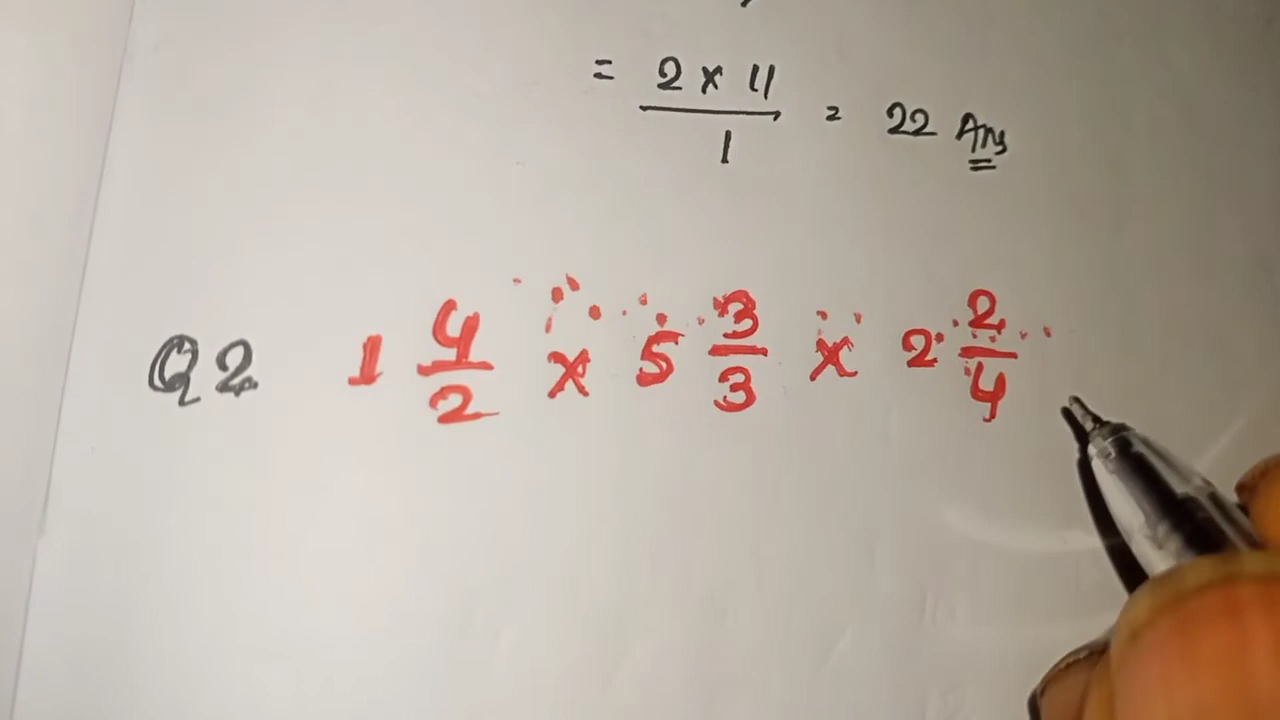 = 2 × 11 / 1 = 22 Ans
Q2 1 4/2 × 5 3/3 × 2 2/4